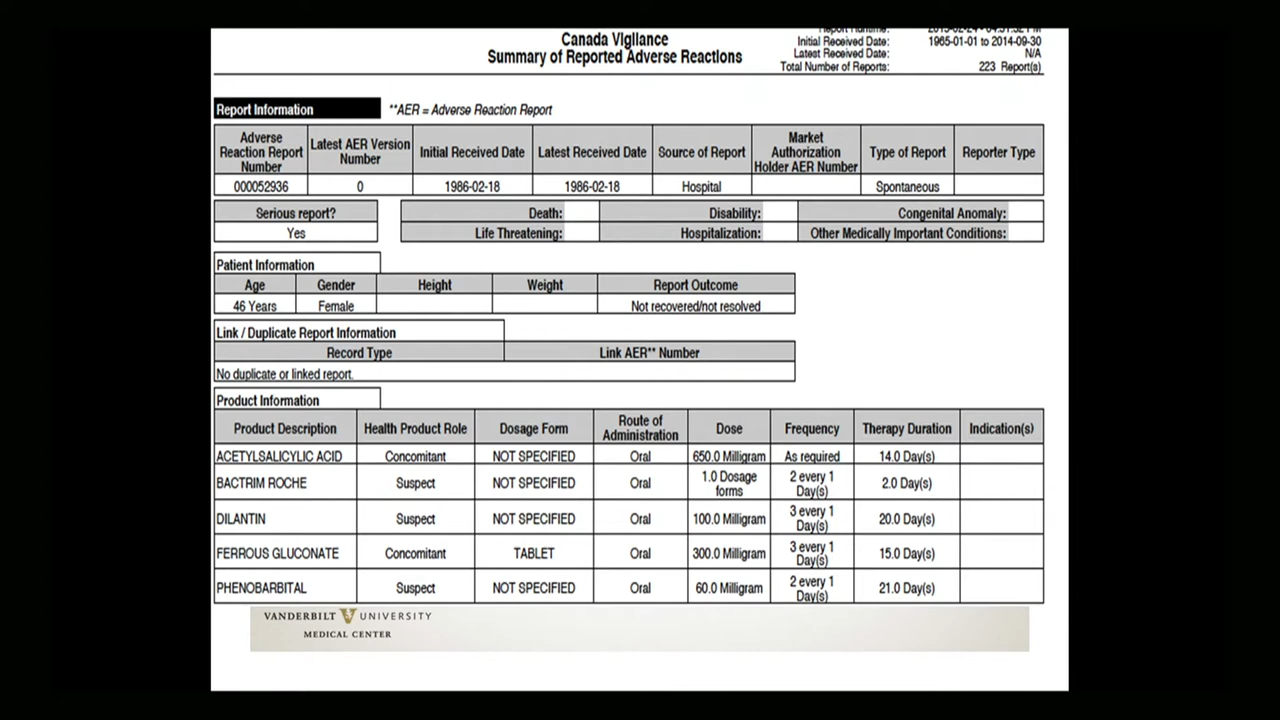 Canada Vigilance
Summary of Reported Adverse Reactions
Initial Received Date: 1965-01-01 to 2014-09-30
Latest Received Date: N/A
Total Number of Reports: 223 Report(s)
Report Information **AER = Adverse Reaction Report
Adverse Reaction Report Number
Latest AER Version Number
Initial Received Date
Latest Received Date
Source of Report
Market Authorization Holder AER Number
Type of Report
Reporter Type
000052936 0 1986-02-18 1986-02-18 Hospital Spontaneous
Serious report? Death: Disability: Congenital Anomaly:
Yes Life Threatening: Hospitalization: Other Medically Important Conditions:
Patient Information
Age Gender Height Weight Report Outcome
46 Years Female Not recovered/not resolved
Link / Duplicate Report Information
Record Type Link AER** Number
No duplicate or linked report.
Product Information
Product Description Health Product Role Dosage Form Route of Administration Dose Frequency Therapy Duration Indication(s)
ACETYLSALICYLIC ACID Concomitant NOT SPECIFIED Oral 650.0 Milligram As required 14.0 Day(s)
BACTRIM ROCHE Suspect NOT SPECIFIED Oral 1.0 Dosage forms 2 every 1 Day(s) 2.0 Day(s)
DILANTIN Suspect NOT SPECIFIED Oral 100.0 Milligram 3 every 1 Day(s) 20.0 Day(s)
FERROUS GLUCONATE Concomitant TABLET Oral 300.0 Milligram 3 every 1 Day(s) 15.0 Day(s)
PHENOBARBITAL Suspect NOT SPECIFIED Oral 60.0 Milligram 2 every 1 Day(s) 21.0 Day(s)
VANDERBILT V UNIVERSITY
MEDICAL CENTER